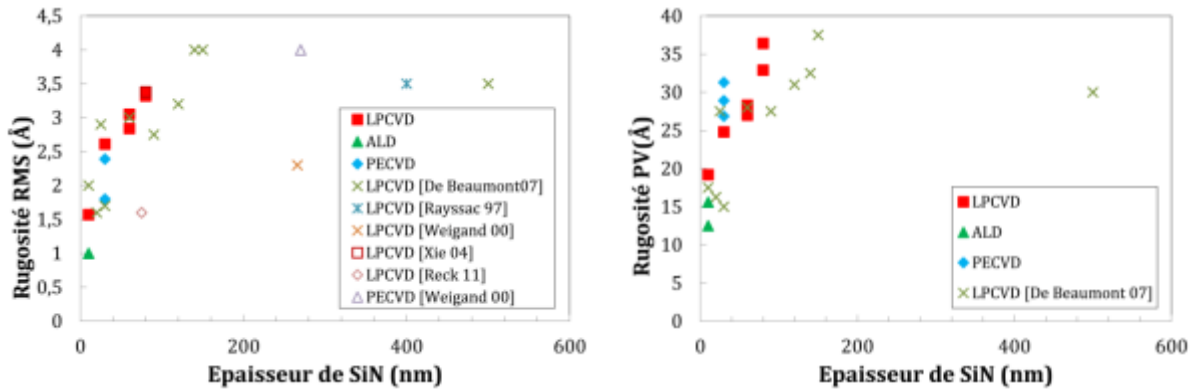 4,5
4
3,5
3
2,5
2
1,5
1
0,5
0
Rugosité RMS (Å)
0
200
400
600
Epaisseur de SiN (nm)
LPCVD
ALD
PECVD
LPCVD [De Beaumont07]
LPCVD [Rayssac 97]
LPCVD [Weigand 00]
LPCVD [Xie 04]
LPCVD [Reck 11]
PECVD [Weigand 00]
40
35
30
25
20
15
10
5
0
Rugosité PV(Å)
0
200
400
600
Epaisseur de SiN (nm)
LPCVD
ALD
PECVD
LPCVD [De Beaumont 07]